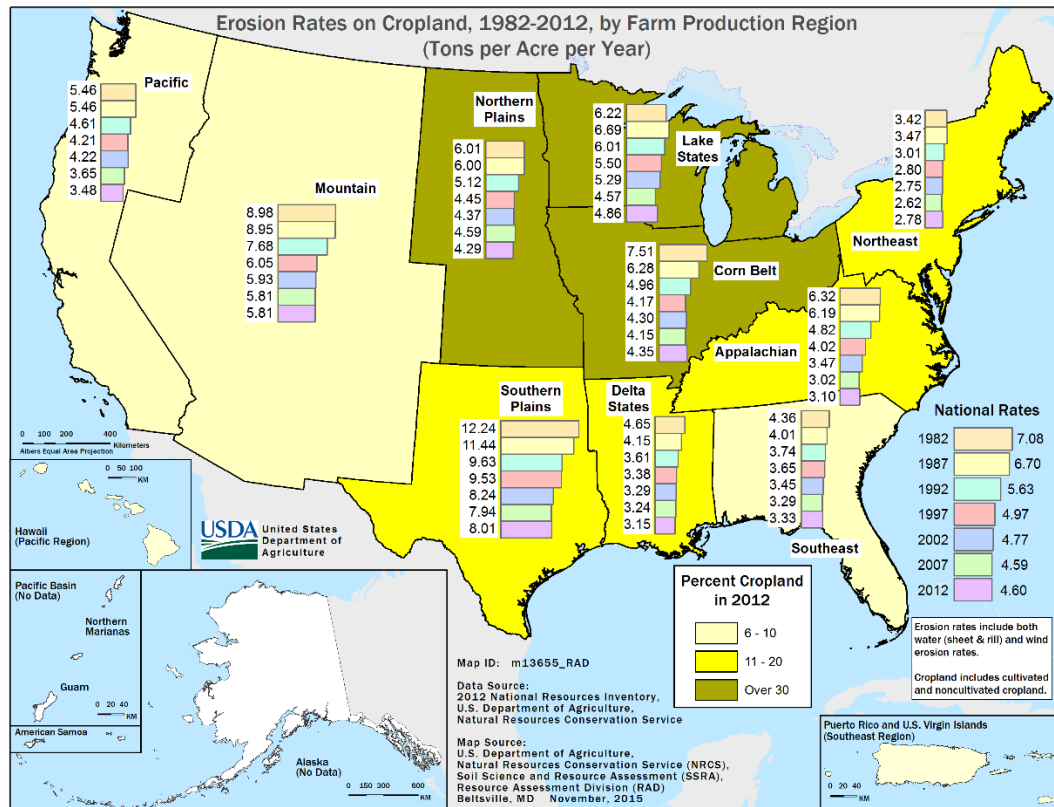 Erosion Rates on Cropland, 1982-2012, by Farm Production Region
(Tons per Acre per Year)
Pacific
5.46
5.46
4.61
4.21
4.22
3.65
3.48
Mountain
8.98
8.95
7.68
6.05
5.93
5.81
5.81
Northern
Plains
6.01
6.00
5.12
4.45
4.37
4.59
4.29
Lake
States
6.22
6.69
6.01
5.50
5.29
4.57
4.86
Corn Belt
7.51
6.28
4.96
4.17
4.30
4.15
4.35
3.42
3.47
3.01
2.80
2.75
2.62
2.78
Northeast
Appalachian
6.32
6.19
4.82
4.02
3.47
3.02
3.10
Southern
Plains
12.24
11.44
9.63
9.53
8.24
7.94
8.01
Delta
States
4.65
4.15
3.61
3.38
3.29
3.24
3.15
4.36
4.01
3.74
3.65
3.45
3.29
3.33
Southeast
National Rates
1982 7.08
1987 6.70
1992 5.63
1997 4.97
2002 4.77
2007 4.59
2012 4.60
0 100 200 400
Kilometers
Albers Equal Area Projection
0 50 100
KM
Hawaii
(Pacific Region)
USDA
United States
Department of
Agriculture
Pacific Basin
(No Data)
Northern
Marianas
Guam
0 20 40
KM
American Samoa
Alaska
(No Data)
0 150 300 600
KM
Percent Cropland
in 2012
6 - 10
11 - 20
Over 30
Erosion rates include both
water (sheet & rill) and wind
erosion rates.
Cropland includes cultivated
and noncultivated cropland.
Map ID: m13655_RAD
Data Source:
2012 National Resources Inventory,
U.S. Department of Agriculture,
Natural Resources Conservation Service
Map Source:
U.S. Department of Agriculture,
Natural Resources Conservation Service (NRCS),
Soil Science and Resource Assessment (SSRA),
Resource Assessment Division (RAD)
Beltsville, MD November, 2015
Puerto Rico and U.S. Virgin Islands
(Southeast Region)
0 20 40
KM